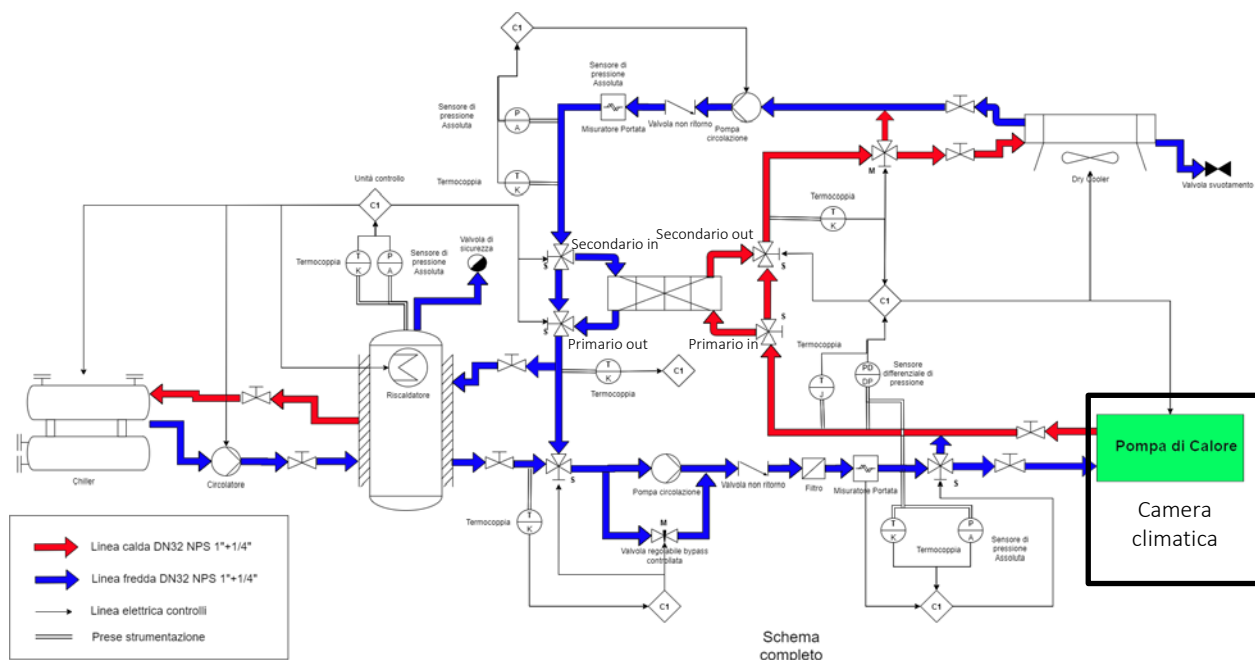 C1
Sensore di
pressione
Assoluta
Sensore di
pressione
Assoluta
P
A
Misuratore Portata
Valvola non ritorno
Pompa
circolazione
M
Dry Cooler
Valvola svuotamento
Termocoppia
T
K
Termocoppia
T
K
Unità controllo
C1
Termocoppia
T
K
P
A
Sensore
di pressione
Assoluta
Valvola di
sicurezza
S
Secondario in
Secondario out
S
S
Primario out
Primario in
S
C1
Termocoppia
T
K
C1
Termocoppia
T
J
PD
DP
Sensore
differenziale di
pressione
Riscaldatore
Chiller
Circolatore
S
Pompa circolazione
Valvola non ritorno
Filtro
Misuratore Portata
S
Pompa di Calore
Camera
climatica
Termocoppia
T
K
M
Valvola regolabile bypass
controllata
C1
T
K
Termocoppia
P
A
Sensore di
pressione
Assoluta
C1
Linea calda DN32 NPS 1"+1/4"
Linea fredda DN32 NPS 1"+1/4"
Linea elettrica controlli
Prese strumentazione
Schema
completo